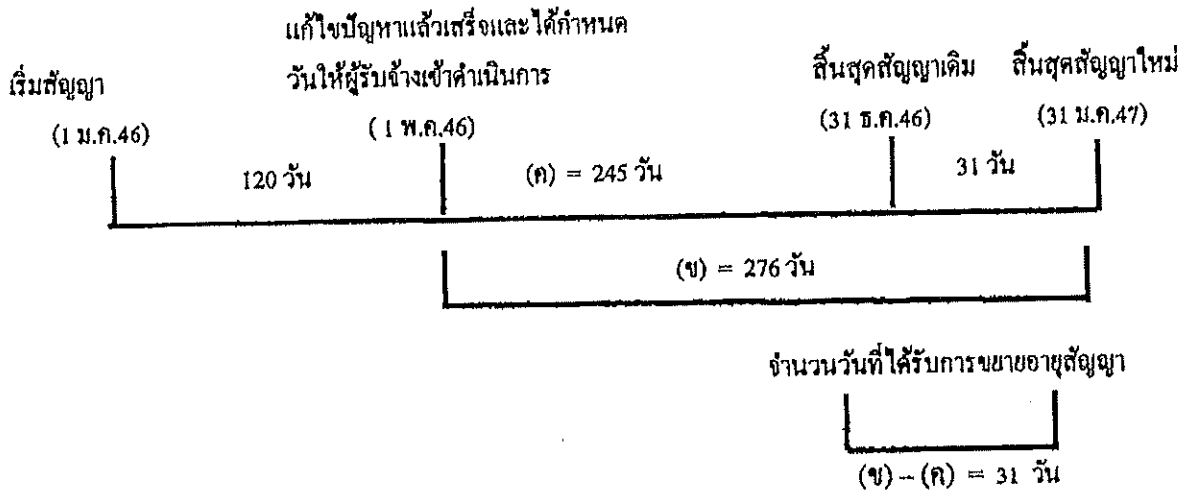 แก้ไขปัญหาแล้วเสร็จและได้กำหนด
วันให้ผู้รับจ้างเข้าดำเนินการ
เริ่มสัญญา
สิ้นสุดสัญญาเดิม สิ้นสุดสัญญาใหม่
(1 ม.ค.46) (1 พ.ค.46) (31 ธ.ค.46) (31 ม.ค.47)
120 วัน (ค) = 245 วัน 31 วัน
(ข) = 276 วัน
จำนวนวันที่ได้รับการขยายอายุสัญญา
(ข) – (ค) = 31 วัน